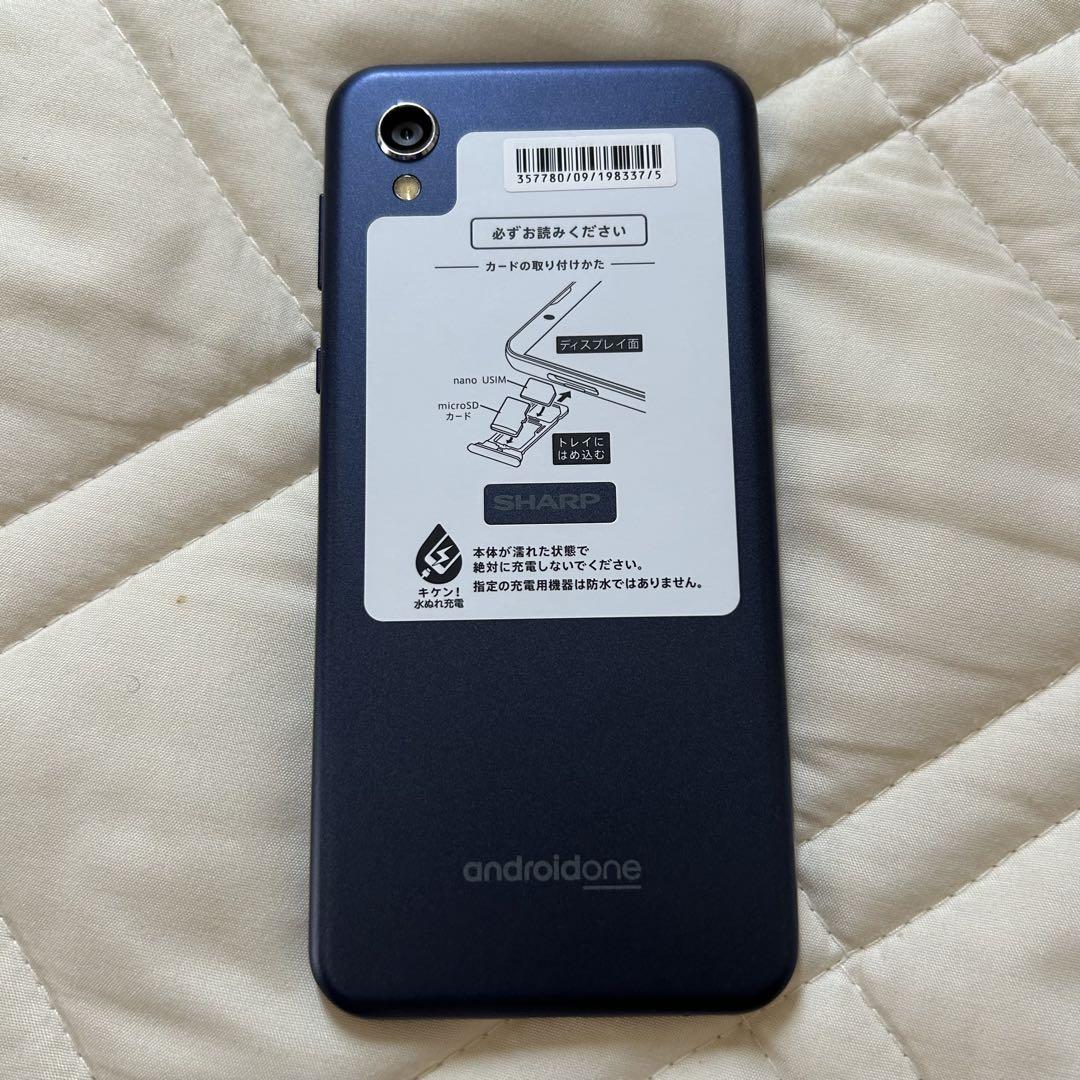 357780/09/198337/5
必ずお読みください
カードの取り付けかた
ディスプレイ面
nano USIM
microSD
カード
トレイに
はめ込む
SHARP
本体が濡れた状態で
絶対に充電しないでください。
指定の充電用機器は防水ではありません。
キケン!
水ぬれ充電
androidone